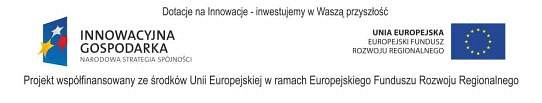 Dotacje na Innowacje - inwestujemy w Waszą przyszłość
INNOWACYJNA
GOSPODARKA
NARODOWA STRATEGIA SPÓJNOŚCI
UNIA EUROPEJSKA
EUROPEJSKI FUNDUSZ
ROZWOJU REGIONALNEGO
Projekt współfinansowany ze środków Unii Europejskiej w ramach Europejskiego Funduszu Rozwoju Regionalnego